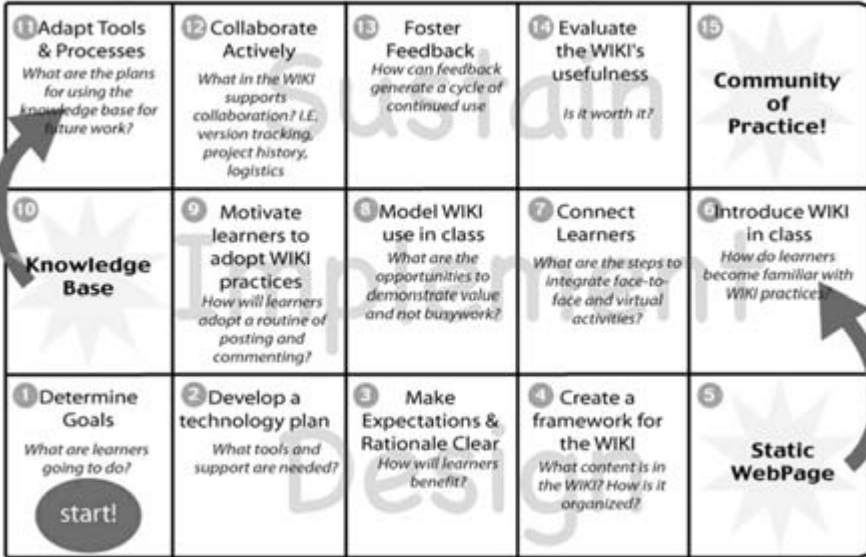 11 Adapt Tools
& Processes
What are the plans
for using the
knowledge base for
future work?
12 Collaborate
Actively
What in the WIKI
supports
collaboration? I.E.
version tracking,
project history,
logistics
13 Foster
Feedback
How can feedback
generate a cycle of
continued use
14 Evaluate
the WIKI's
usefulness
Is it worth it?
15
Community
of
Practice!
Sustain
10
Knowledge
Base
9 Motivate
learners to
adopt WIKI
practices
How will learners
adopt a routine of
posting and
commenting?
8 Model WIKI
use in class
What are the
opportunities to
demonstrate value
and not busywork?
7 Connect
Learners
What are the steps to
integrate face-to-
face and virtual
activities?
6 Introduce WIKI
in class
How do learners
become familiar with
WIKI practices?
Implement
1 Determine
Goals
What are learners
going to do?
start!
2 Develop a
technology plan
What tools and
support are needed?
3 Make
Expectations &
Rationale Clear
How will learners
benefit?
4 Create a
framework for
the WIKI
What content is in
the WIKI? How is it
organized?
5
Static
WebPage
Design